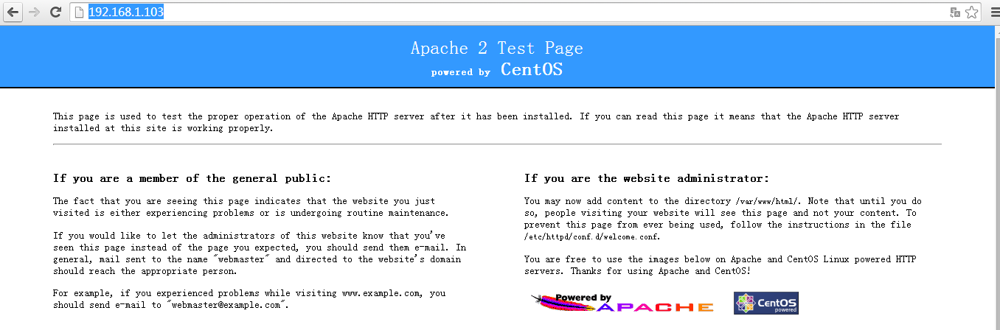 192.168.1.103
Apache 2 Test Page
powered by CentOS
This page is used to test the proper operation of the Apache HTTP server after it has been installed. If you can read this page it means that the Apache HTTP server
installed at this site is working properly.
If you are a member of the general public:
The fact that you are seeing this page indicates that the website you just
visited is either experiencing problems or is undergoing routine maintenance.
If you would like to let the administrators of this website know that you've
seen this page instead of the page you expected, you should send them e-mail. In
general, mail sent to the name "webmaster" and directed to the website's domain
should reach the appropriate person.
For example, if you experienced problems while visiting www.example.com, you
should send e-mail to "webmaster@example.com".
If you are the website administrator:
You may now add content to the directory /var/www/html/. Note that until you do
so, people visiting your website will see this page and not your content. To
prevent this page from ever being used, follow the instructions in the file
/etc/httpd/conf.d/welcome.conf.
You are free to use the images below on Apache and CentOS Linux powered HTTP
servers. Thanks for using Apache and CentOS!
Powered by
APACHE
CentOS
powered